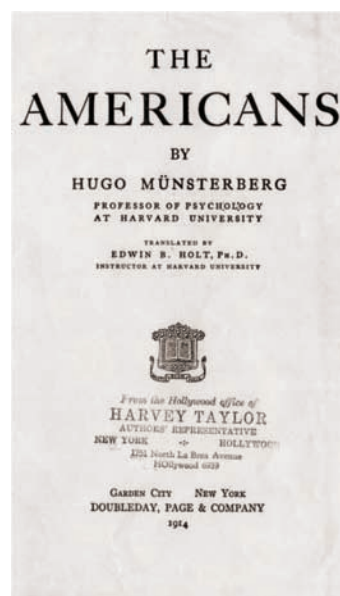 THE
AMERICANS
BY
HUGO MÜNSTERBERG
PROFESSOR OF PSYCHOLOGY
AT HARVARD UNIVERSITY
TRANSLATED BY
EDWIN B. HOLT, PH.D.
INSTRUCTOR AT HARVARD UNIVERSITY
From the Hollywood office of
HARVEY TAYLOR
AUTHORS' REPRESENTATIVE
NEW YORK HOLLYWOOD
North La Brea Avenue
HOllywood
GARDEN CITY NEW YORK
DOUBLEDAY, PAGE & COMPANY
1914